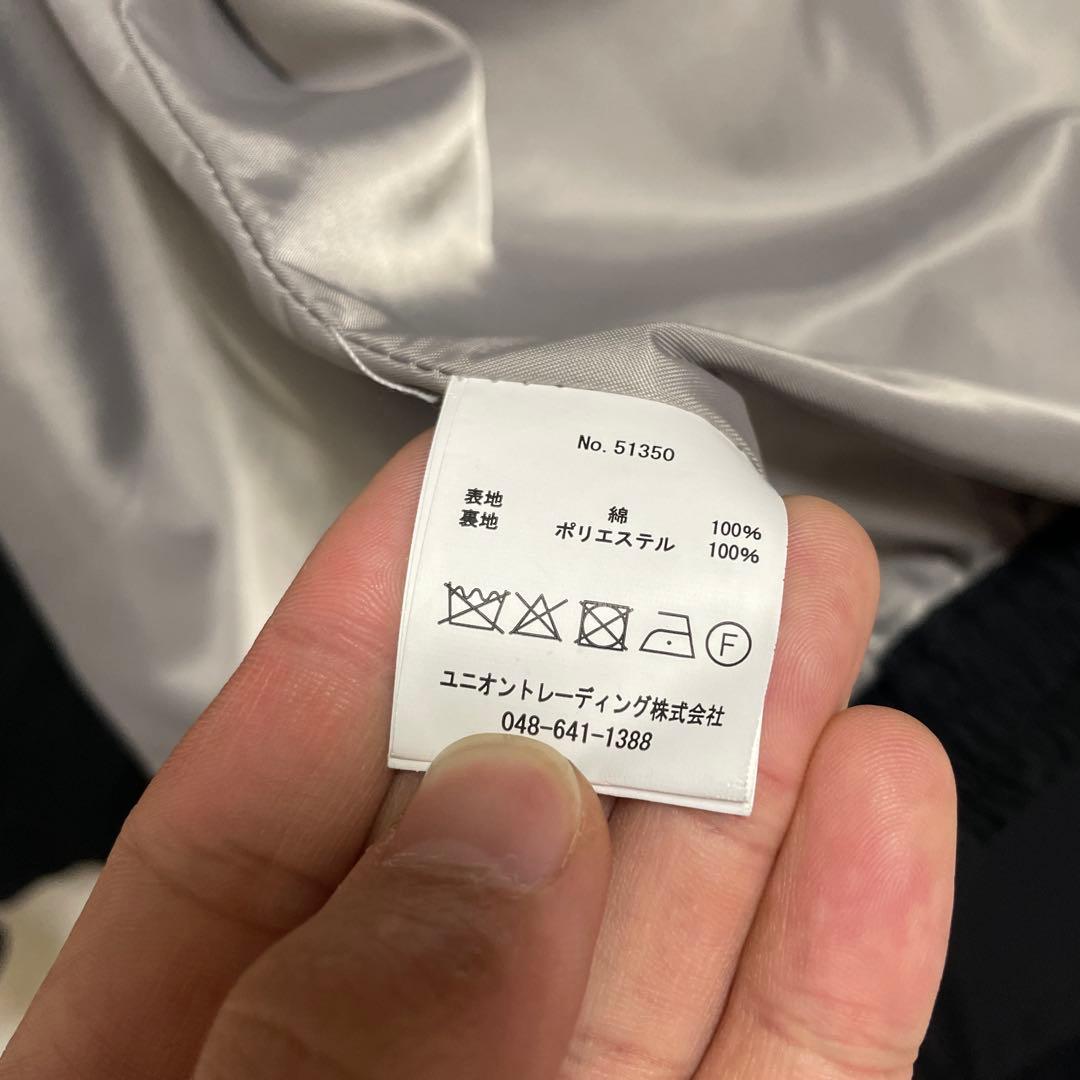 No. 51350
表地 綿 100%
裏地 ポリエステル 100%
F
ユニオントレーディング株式会社
048-641-1388